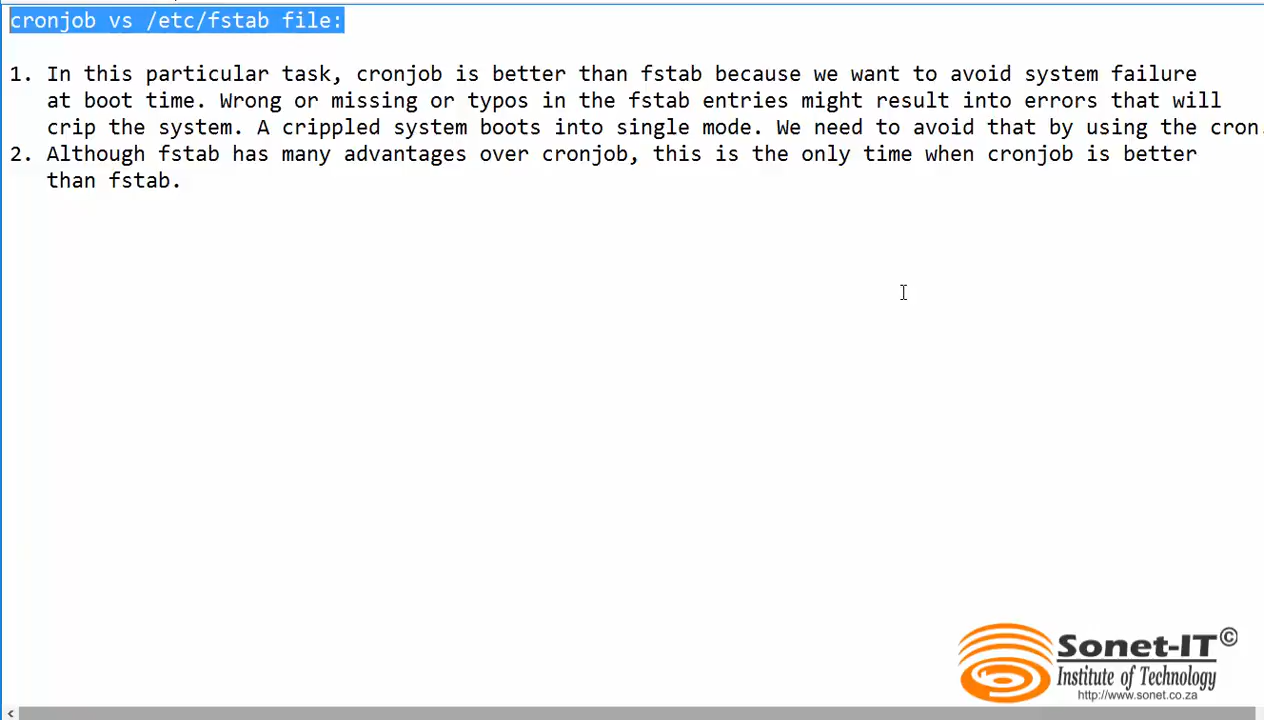 cronjob vs /etc/fstab file:
1. In this particular task, cronjob is better than fstab because we want to avoid system failure
at boot time. Wrong or missing or typos in the fstab entries might result into errors that will
crip the system. A crippled system boots into single mode. We need to avoid that by using the cron.
2. Although fstab has many advantages over cronjob, this is the only time when cronjob is better
than fstab.
Sonet-IT©
Institute of Technology
http://www.sonet.co.za